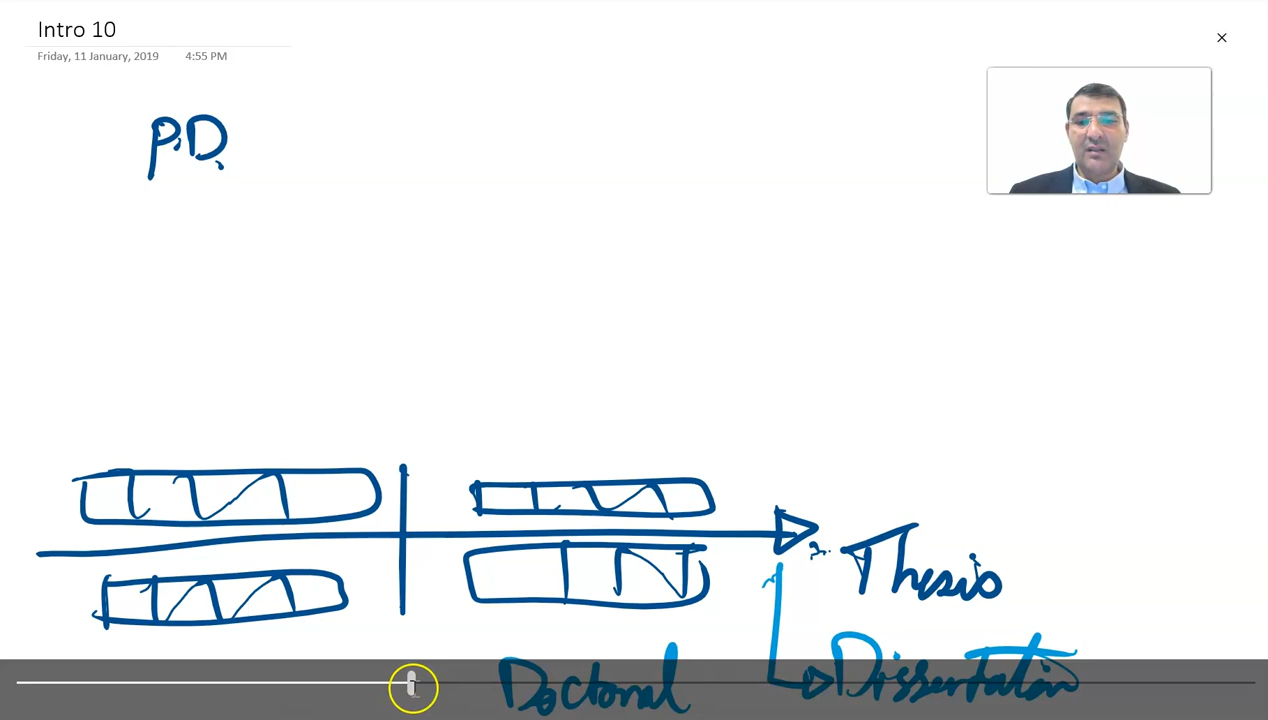 Intro 10
Friday, 11 January, 2019 4:55 PM
P.D.
Thesis
Doctoral Dissertation